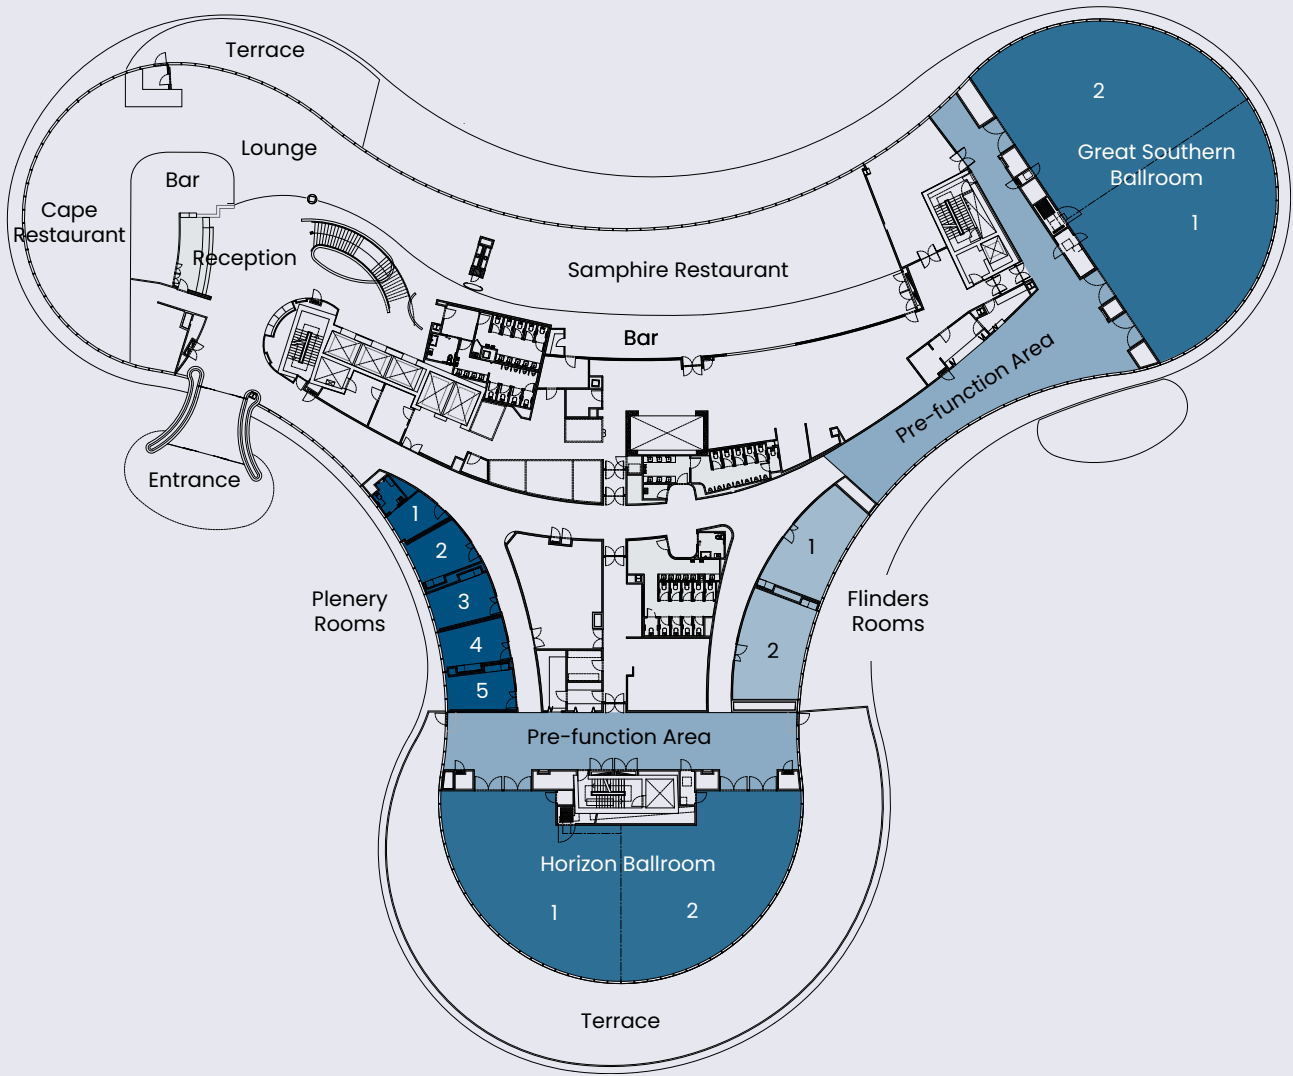 Terrace
2
Great Southern
Ballroom
1
Lounge
Bar
Cape
Restaurant
Reception
Samphire Restaurant
Bar
Pre-function Area
Entrance
1
2
3
4
5
Plenery
Rooms
1
2
Flinders
Rooms
Pre-function Area
Horizon Ballroom
1
2
Terrace